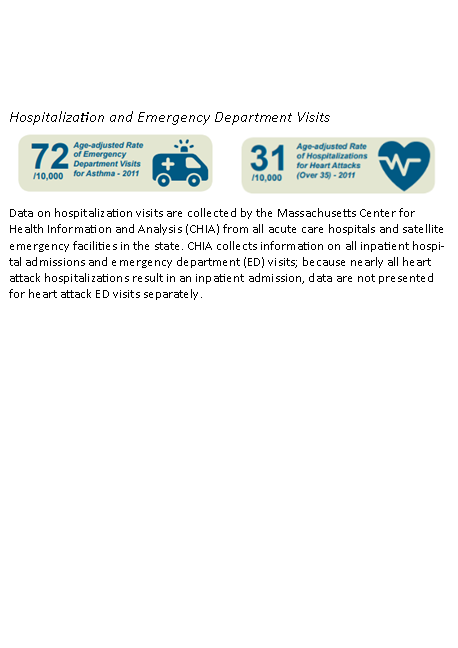 Hospitalization and Emergency Department Visits
72
/10,000
Age-adjusted Rate
of Emergency
Department Visits
for Asthma - 2011
31
/10,000
Age-adjusted Rate
of Hospitalizations
for Heart Attacks
(Over 35) - 2011
Data on hospitalization visits are collected by the Massachusetts Center for
Health Information and Analysis (CHIA) from all acute care hospitals and satellite
emergency facilities in the state. CHIA collects information on all inpatient hospi-
tal admissions and emergency department (ED) visits; because nearly all heart
attack hospitalizations result in an inpatient admission, data are not presented
for heart attack ED visits separately.